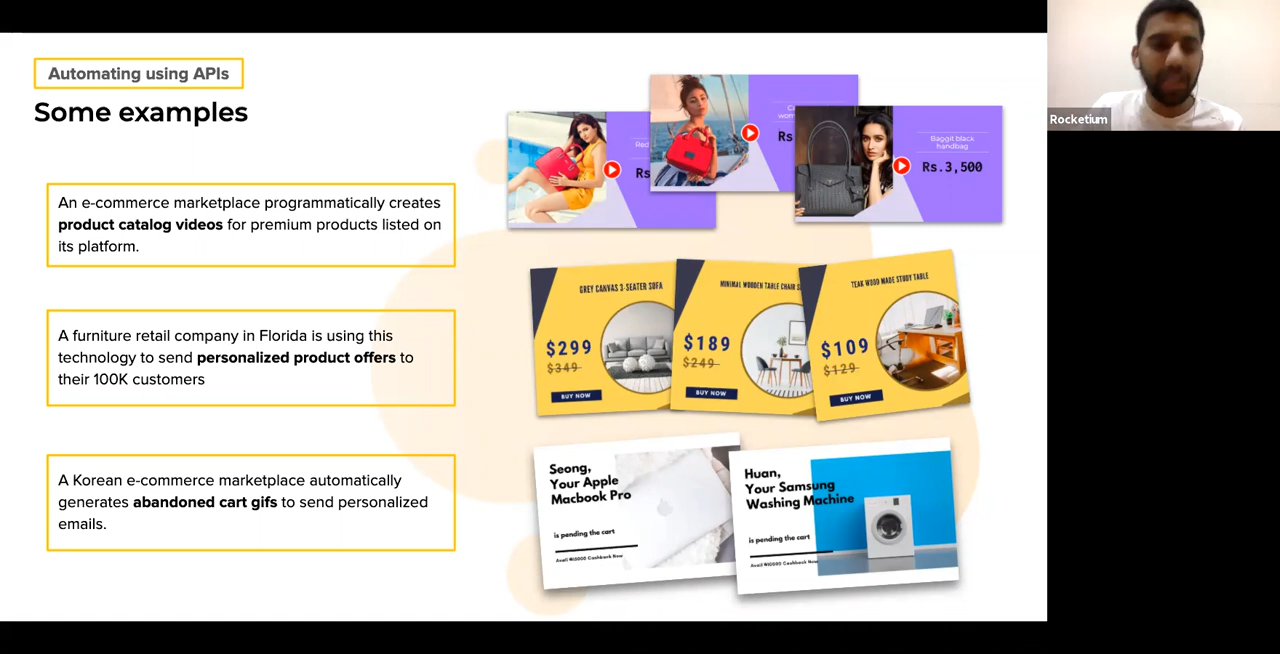 Automating using APIs
Some examples
Rocketium
An e-commerce marketplace programmatically creates
product catalog videos for premium products listed on
its platform.
Red
Rs
Rs
Baggit black
handbag
Rs.3,500
A furniture retail company in Florida is using this
technology to send personalized product offers to
their 100K customers
GREY CANVAS 3-SEATER SOFA
$299
$349
BUY NOW
MINIMAL WOODEN TABLE CHAIR S
$189
$249
BUY NOW
TEAK WOOD MADE STUDY TABLE
$109
$129
BUY NOW
A Korean e-commerce marketplace automatically
generates abandoned cart gifs to send personalized
emails.
Seong,
Your Apple
Macbook Pro
is pending the cart
Huan,
Your Samsung
Washing Machine
is pending the cart